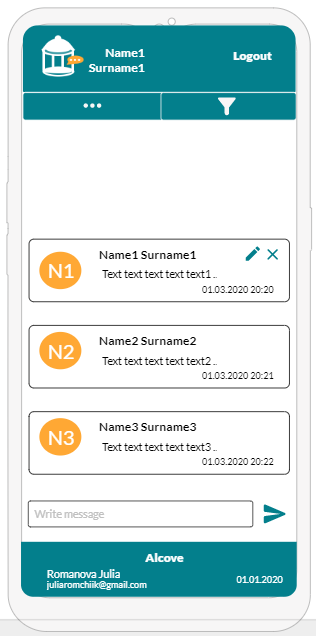 Name1
Surname1
Logout
N1
Name1 Surname1
Text text text text text1 ..
01.03.2020 20:20
N2
Name2 Surname2
Text text text text text2 ..
01.03.2020 20:21
N3
Name3 Surname3
Text text text text text3 ..
01.03.2020 20:22
Write message
Alcove
Romanova Julia
juliaromchiik@gmail.com
01.01.2020